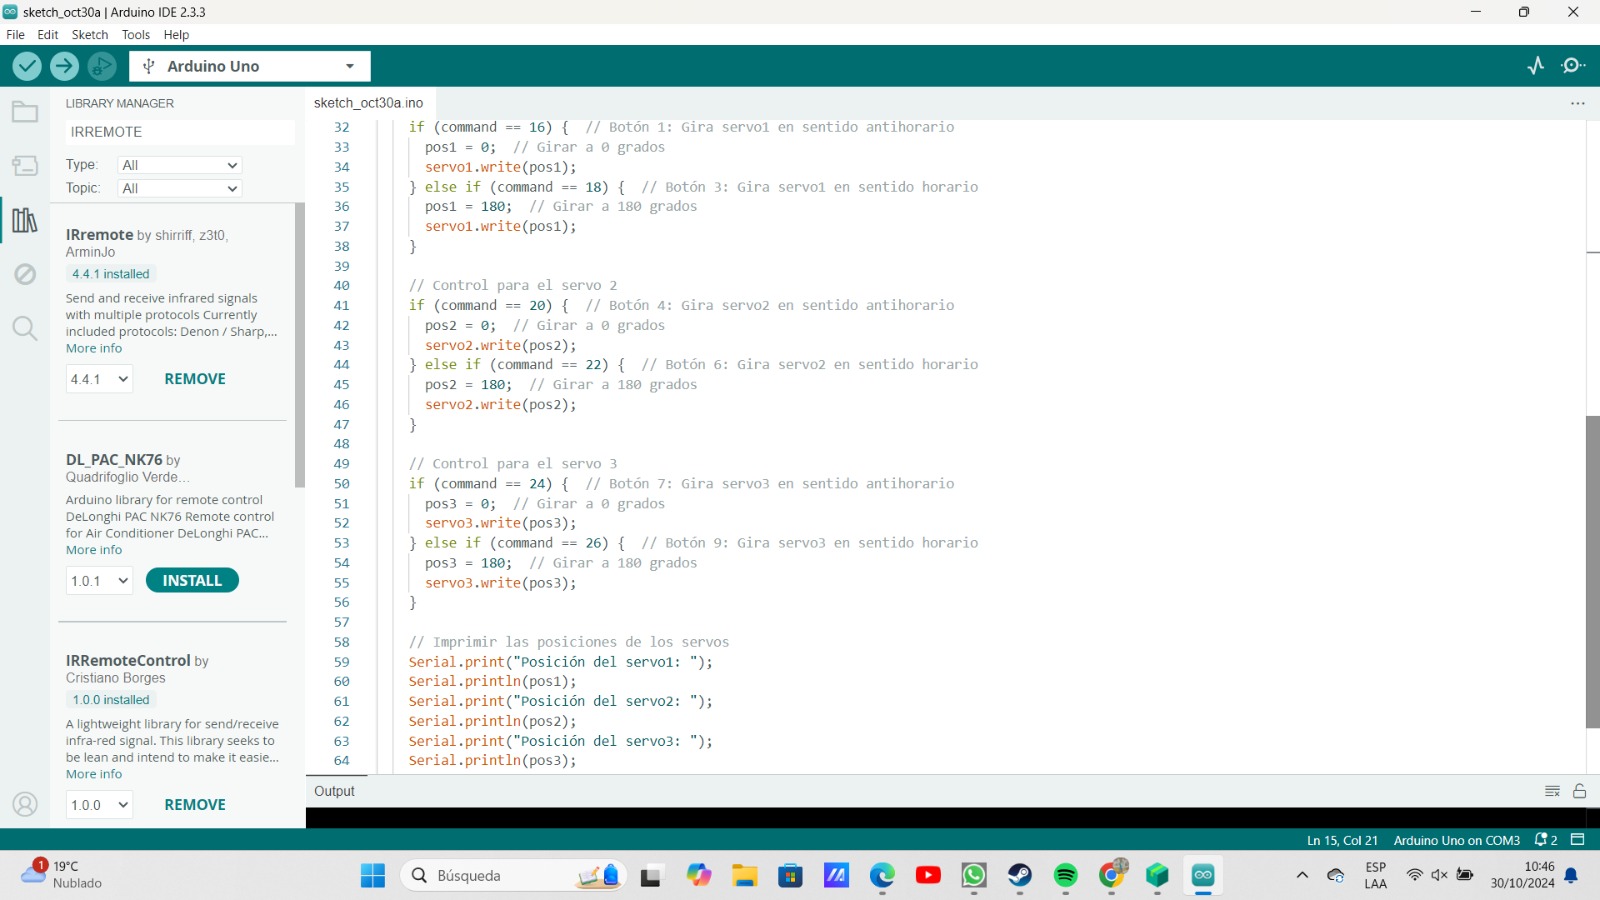 sketch_oct30a | Arduino IDE 2.3.3
File Edit Sketch Tools Help
Arduino Uno
LIBRARY MANAGER
IRREMOTE
Type: All
Topic: All
IRremote by shirriff, z3t0,
ArminJo
4.4.1 installed
Send and receive infrared signals
with multiple protocols Currently
included protocols: Denon / Sharp,...
More info
4.4.1 REMOVE
DL_PAC_NK76 by
Quadrifoglio Verde...
Arduino library for remote control
DeLonghi PAC NK76 Remote control
for Air Conditioner DeLonghi PAC...
More info
1.0.1 INSTALL
IRRemoteControl by
Cristiano Borges
1.0.0 installed
A lightweight library for send/receive
infra-red signal. This library seeks to
be lean and intend to make it easie...
More info
1.0.0 REMOVE
sketch_oct30a.ino
32 if (command == 16) { // Botón 1: Gira servo1 en sentido antihorario
33 pos1 = 0; // Girar a 0 grados
34 servo1.write(pos1);
35 } else if (command == 18) { // Botón 3: Gira servo1 en sentido horario
36 pos1 = 180; // Girar a 180 grados
37 servo1.write(pos1);
38 }
39
40 // Control para el servo 2
41 if (command == 20) { // Botón 4: Gira servo2 en sentido antihorario
42 pos2 = 0; // Girar a 0 grados
43 servo2.write(pos2);
44 } else if (command == 22) { // Botón 6: Gira servo2 en sentido horario
45 pos2 = 180; // Girar a 180 grados
46 servo2.write(pos2);
47 }
48
49 // Control para el servo 3
50 if (command == 24) { // Botón 7: Gira servo3 en sentido antihorario
51 pos3 = 0; // Girar a 0 grados
52 servo3.write(pos3);
53 } else if (command == 26) { // Botón 9: Gira servo3 en sentido horario
54 pos3 = 180; // Girar a 180 grados
55 servo3.write(pos3);
56 }
57
58 // Imprimir las posiciones de los servos
59 Serial.print("Posición del servo1: ");
60 Serial.println(pos1);
61 Serial.print("Posición del servo2: ");
62 Serial.println(pos2);
63 Serial.print("Posición del servo3: ");
64 Serial.println(pos3);
Output
Ln 15, Col 21 Arduino Uno on COM3 2
1
19°C
Nublado
Búsqueda
ESP
LAA
10:46
30/10/2024